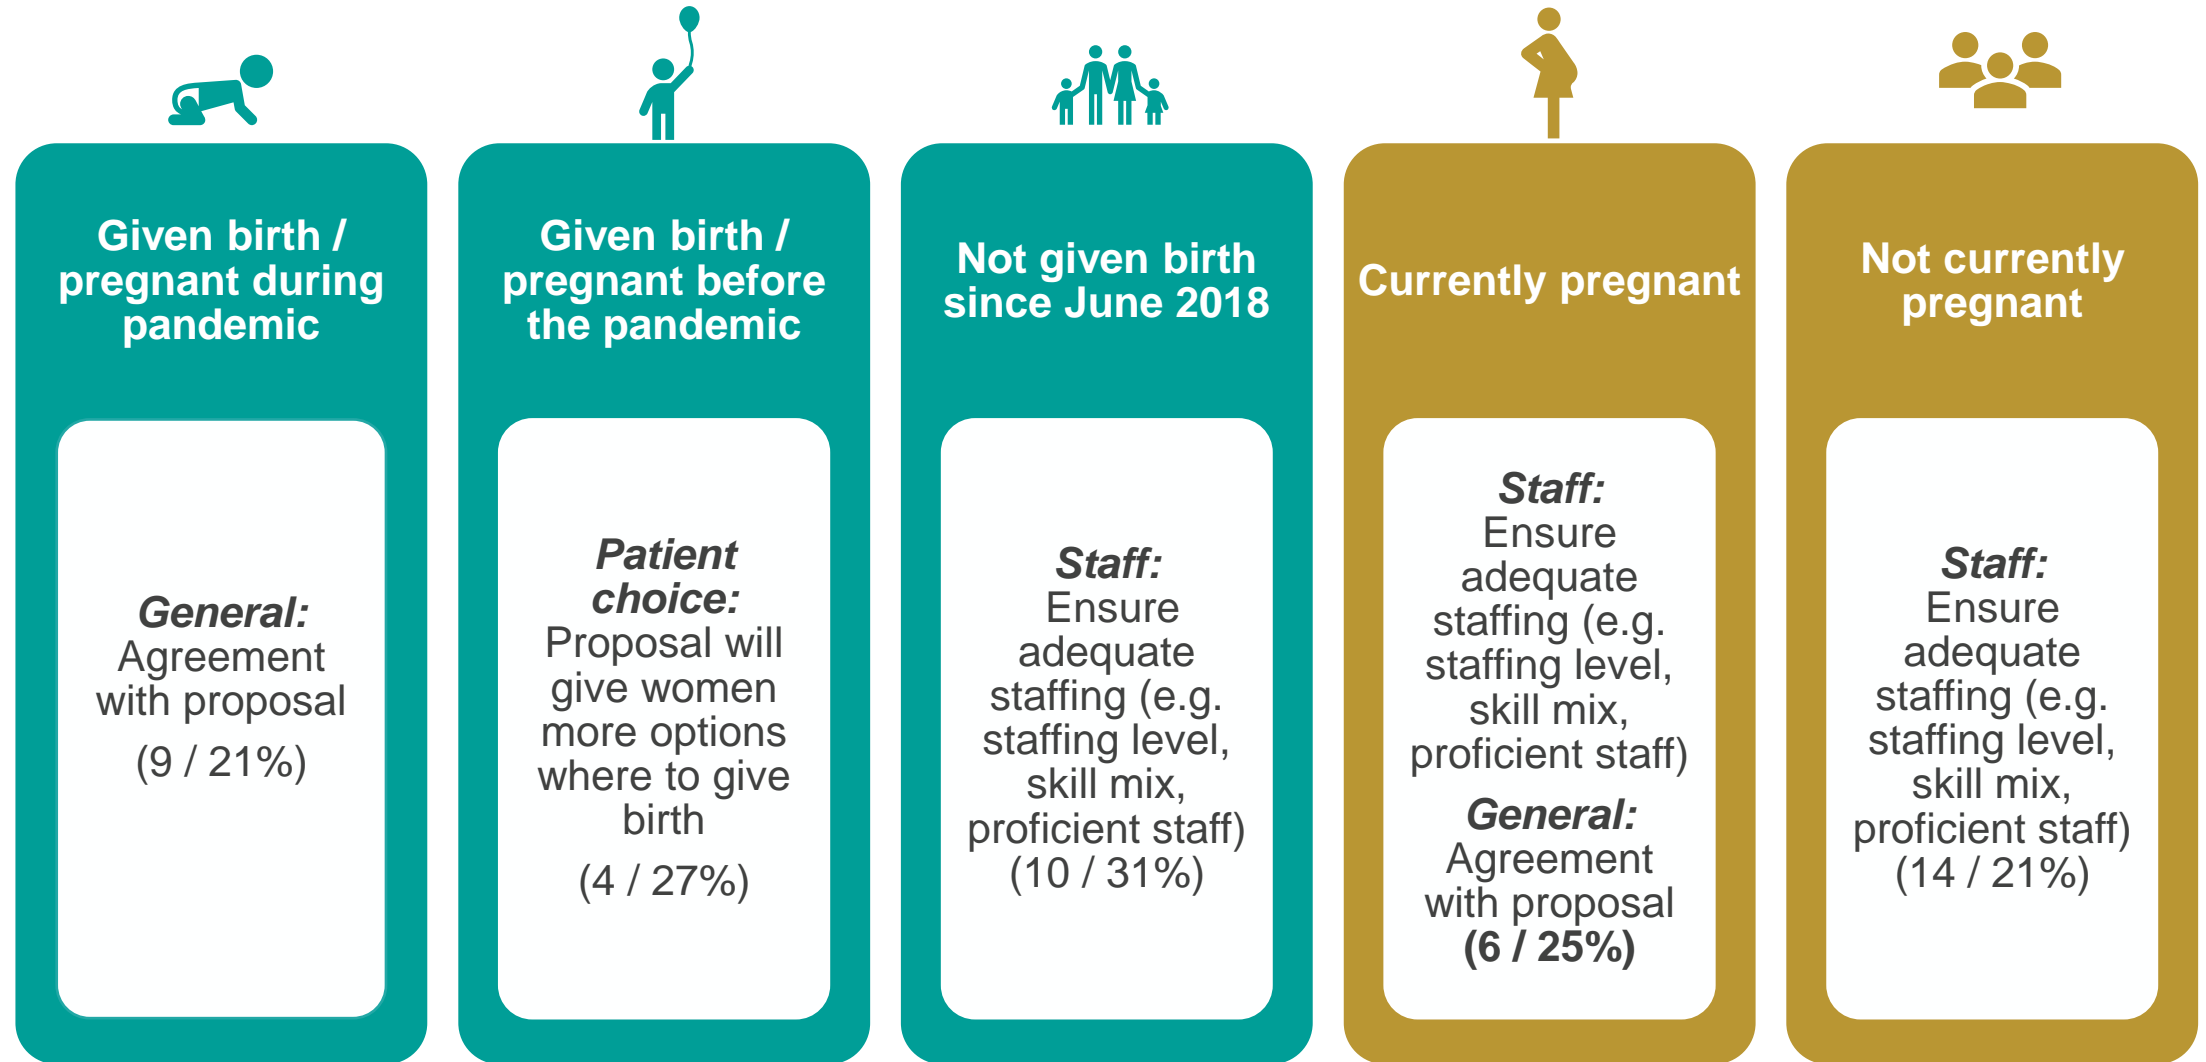 Given birth /
pregnant during
pandemic
General:
Agreement
with proposal
(9 / 21%)
Given birth /
pregnant before
the pandemic
Patient
choice:
Proposal will
give women
more options
where to give
birth
(4 / 27%)
Not given birth
since June 2018
Staff:
Ensure
adequate
staffing (e.g.
staffing level,
skill mix,
proficient staff)
(10 / 31%)
Currently pregnant
Staff:
Ensure
adequate
staffing (e.g.
staffing level,
skill mix,
proficient staff)
General:
Agreement
with proposal
(6 / 25%)
Not currently
pregnant
Staff:
Ensure
adequate
staffing (e.g.
staffing level,
skill mix,
proficient staff)
(14 / 21%)